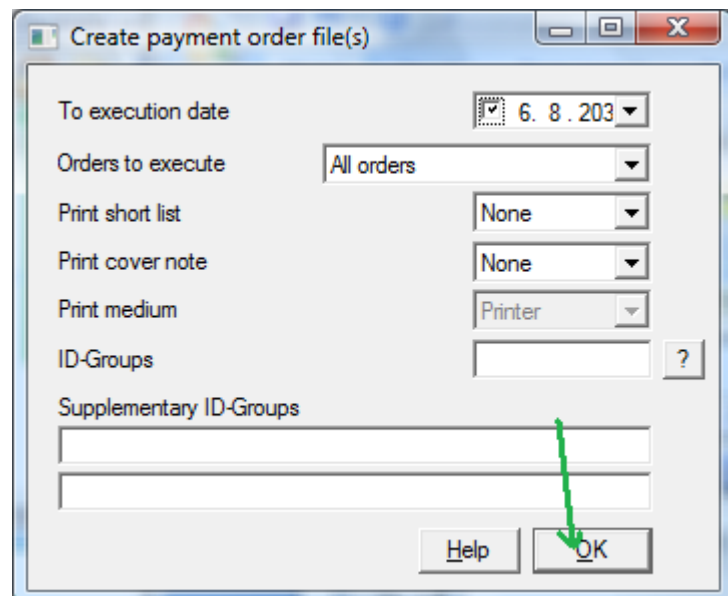 Create payment order file(s)
To execution date 6. 8 . 203
Orders to execute All orders
Print short list None
Print cover note None
Print medium Printer
ID-Groups ?
Supplementary ID-Groups
Help OK